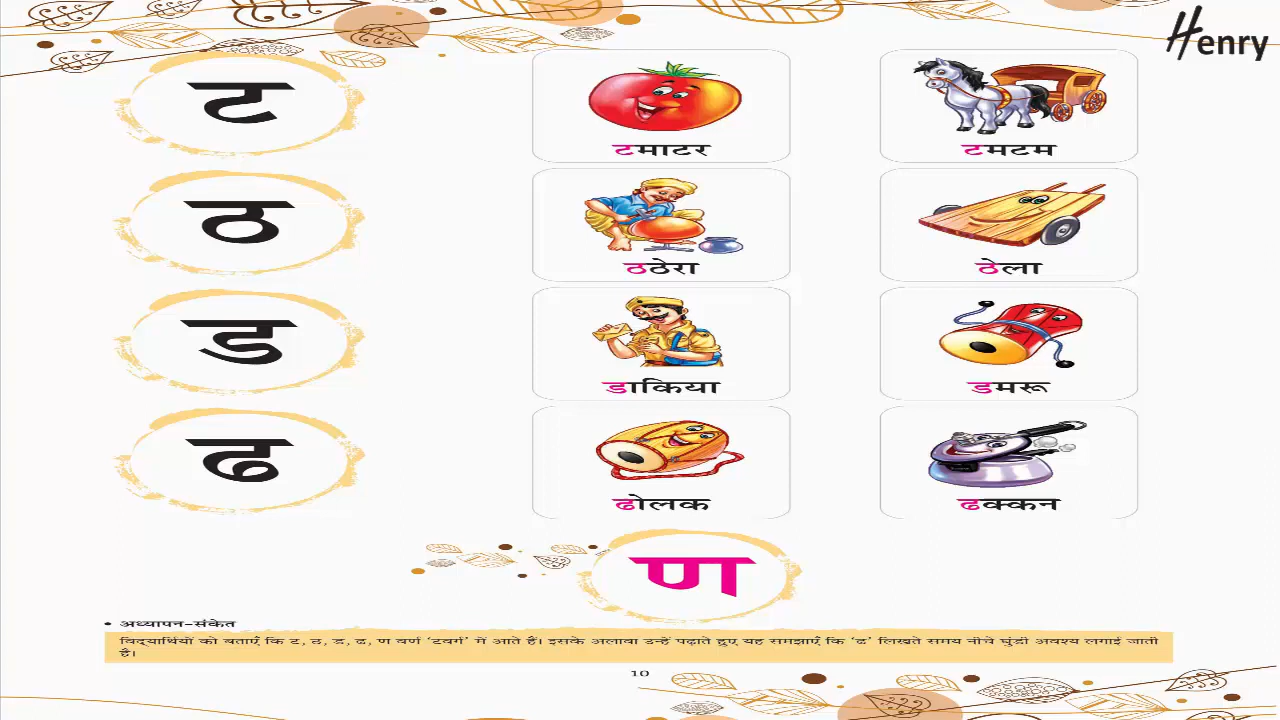 Henry
ट
टमाटर
टमटम
ठ
ठठेरा
ठेला
ड
डाकिया
डमरू
ढ
ढोलक
ढक्कन
ण
• अध्यापन-संकेत
विद्यार्थियों को बताएँ कि ट, ठ, ड, ढ, ण वर्ण ‘टवर्ग’ में आते हैं। इसके अलावा उन्हें पढ़ाते हुए यह समझाएँ कि ‘ढ’ लिखते समय नीचे घुंडी अवश्य लगाई जाती
है।
10